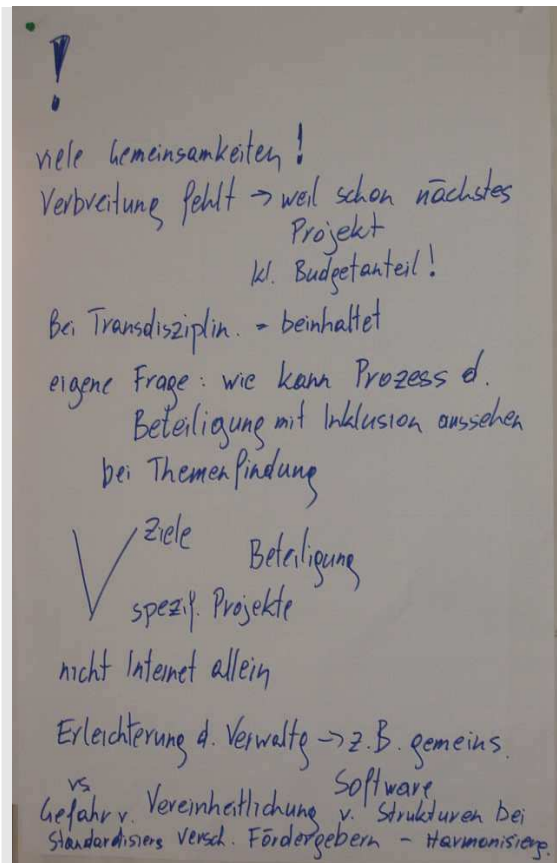 !
viele Gemeinsamkeiten !
Verbreitung fehlt → weil schon nächstes
Projekt
kl. Budgetanteil !
Bei Transdisziplin. - beinhaltet
eigene Frage : wie kann Prozess d.
Beteiligung mit Inklusion aussehen
bei Themenfindung
Ziele
Beteiligung
spezif. Projekte
nicht Internet allein
Erleichterung d. Verwaltg → z.B. gemeins.
Software
vs
Gefahr v. Vereinheitlichung v. Strukturen bei
Standardisierg versch. Fördergebern - Harmonisierg.